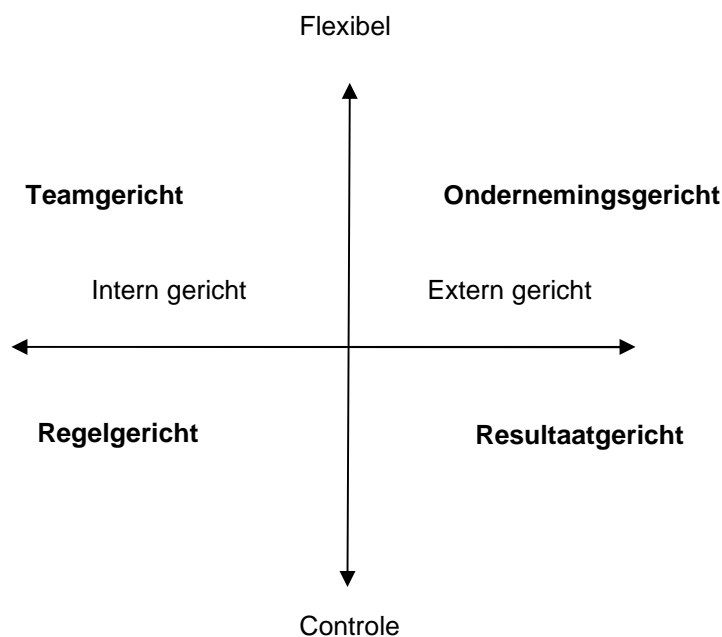 Flexibel
Teamgericht Ondernemingsgericht
Intern gericht Extern gericht
Regelgericht Resultaatgericht
Controle